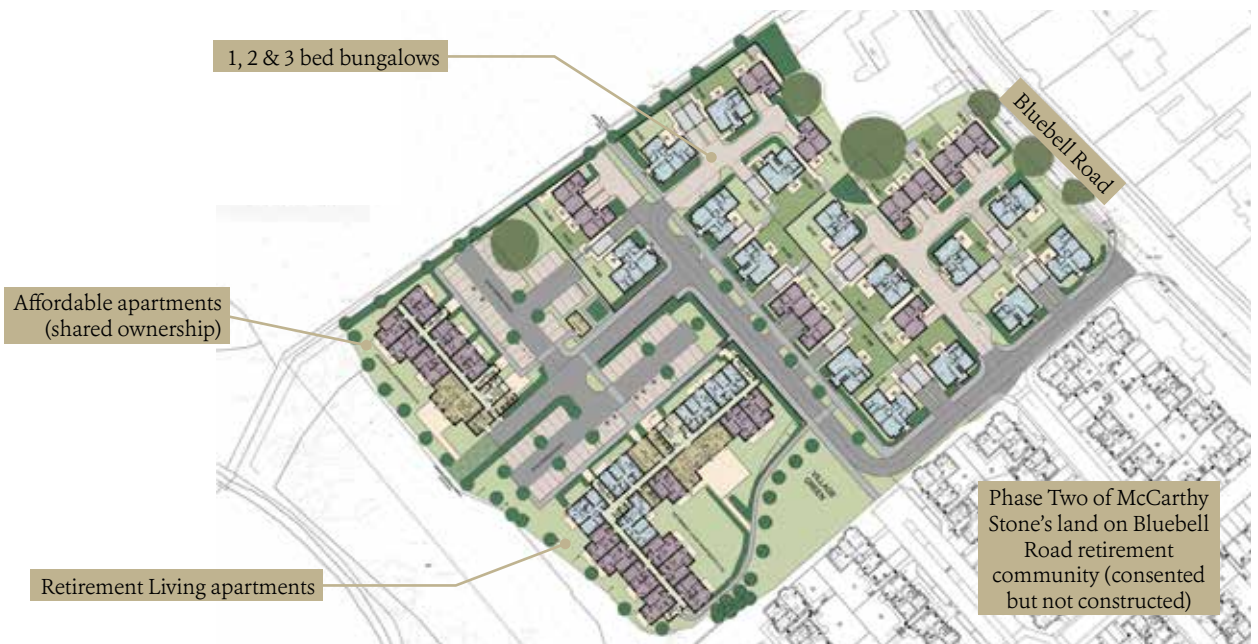 1, 2 & 3 bed bungalows
Bluebell Road
Affordable apartments
(shared ownership)
VILLAGE
GREEN
Phase Two of McCarthy
Stone’s land on Bluebell
Road retirement
community (consented
but not constructed)
Retirement Living apartments